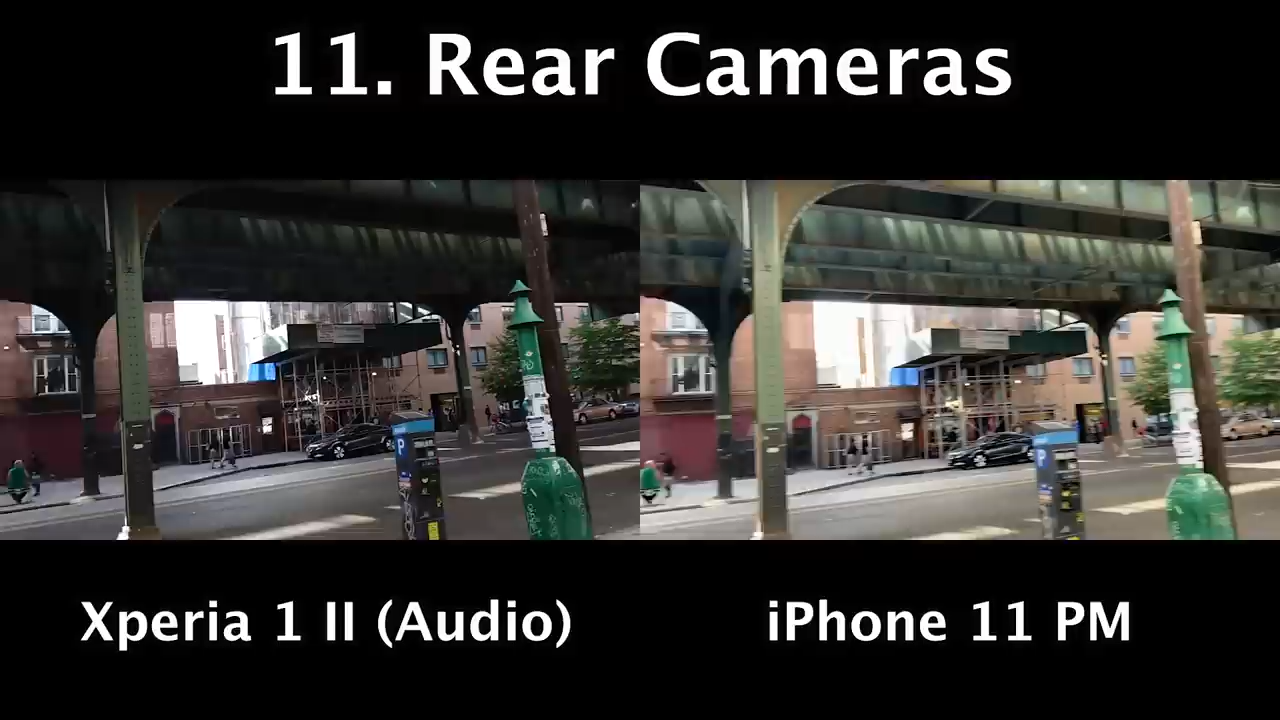 11. Rear Cameras
P
P
Xperia 1 II (Audio)
iPhone 11 PM